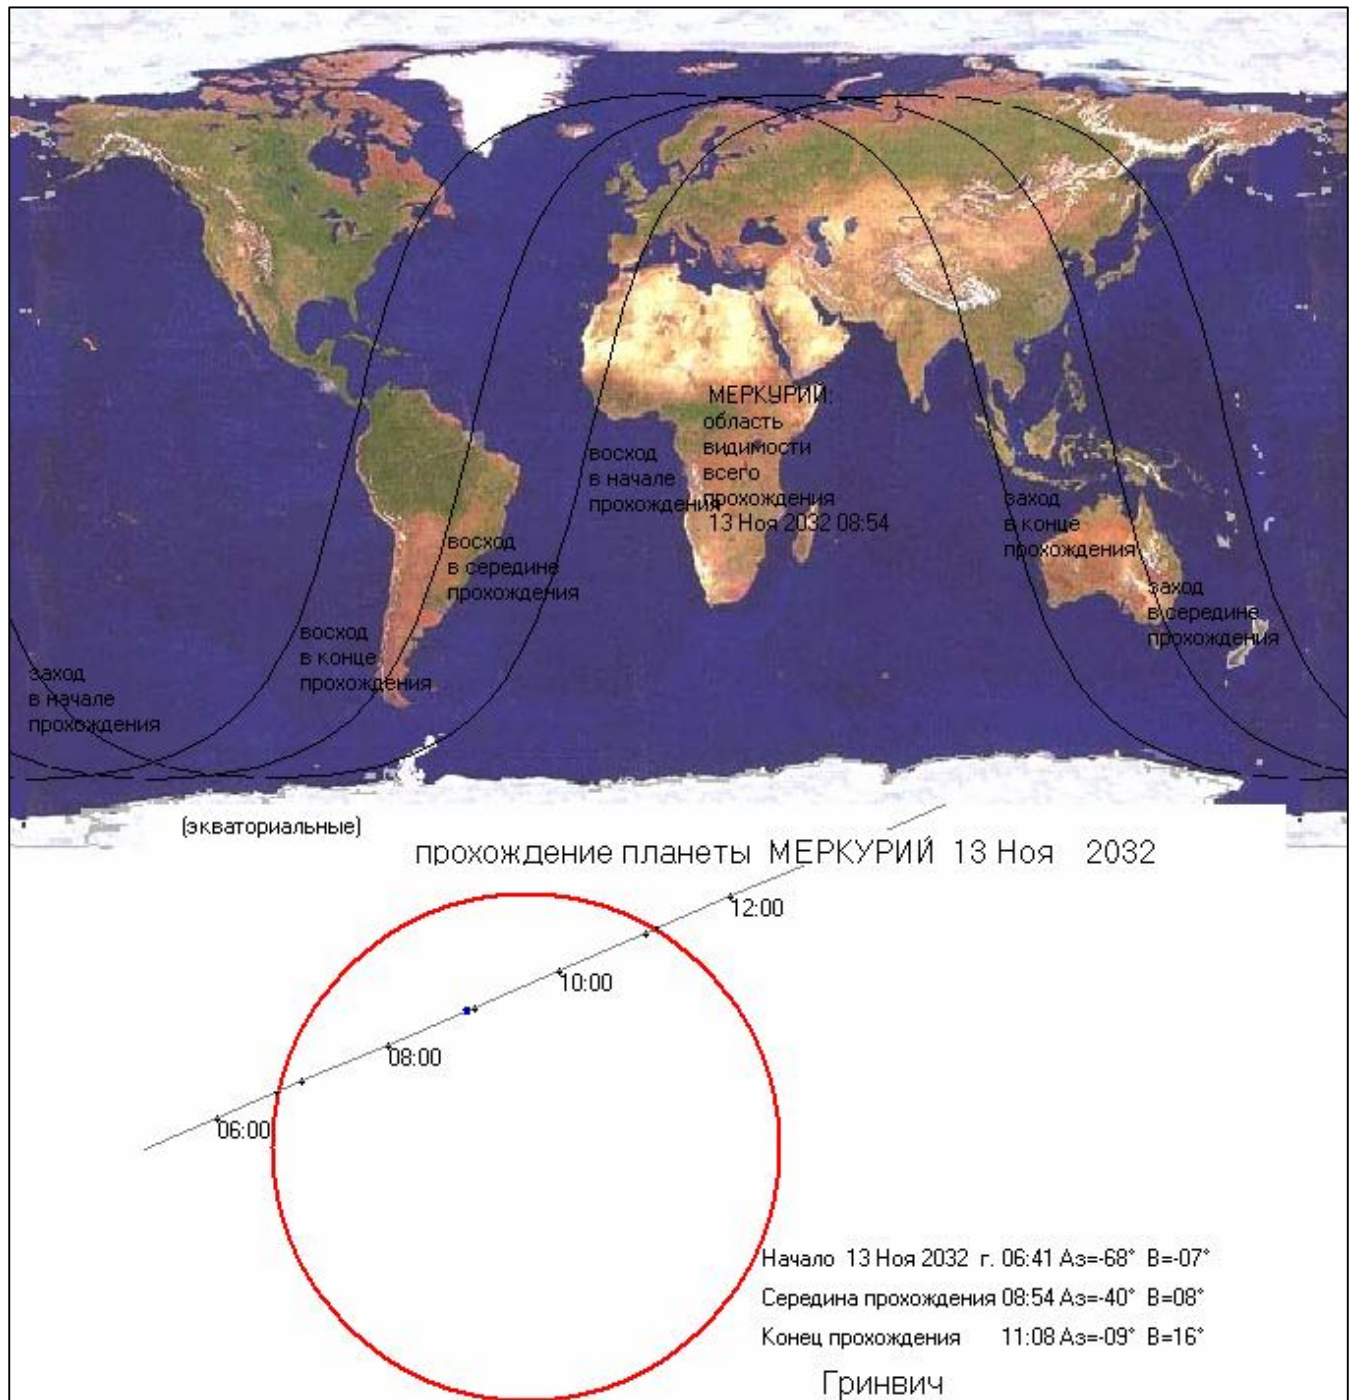 МЕРКУРИЙ:
область
видимости
всего
прохождения
13 Ноя 2032 08:54
восход
в начале
прохождения
заход
в конце
прохождения
восход
в середине
прохождения
заход
в середине
прохождения
восход
в конце
прохождения
заход
в начале
прохождения
(экваториальные)
прохождение планеты МЕРКУРИЙ 13 Ноя 2032
12:00
10:00
08:00
06:00
Начало 13 Ноя 2032 г. 06:41 Аз=-68° В=-07°
Середина прохождения 08:54 Аз=-40° В=08°
Конец прохождения 11:08 Аз=-09° В=16°
Гринвич